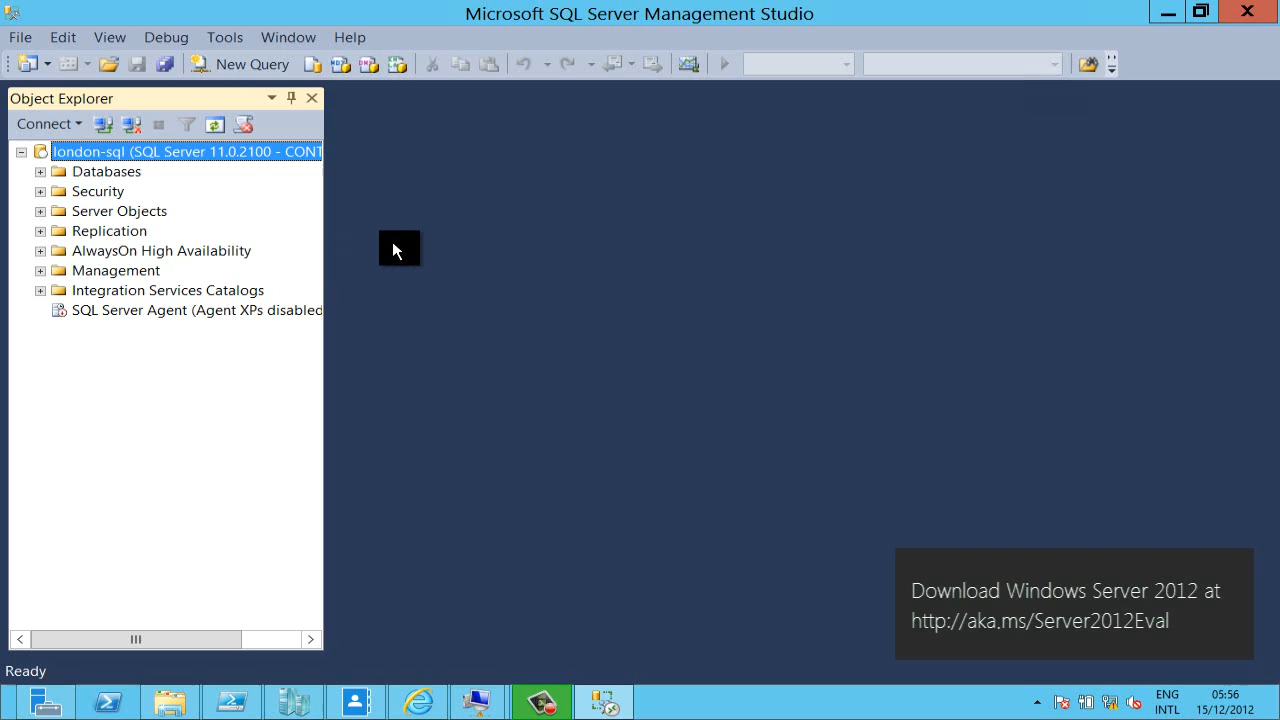 Microsoft SQL Server Management Studio
File Edit View Debug Tools Window Help
New Query
Object Explorer
Connect
london-sql (SQL Server 11.0.2100 - CONT
Databases
Security
Server Objects
Replication
AlwaysOn High Availability
Management
Integration Services Catalogs
SQL Server Agent (Agent XPs disabled
Download Windows Server 2012 at
http://aka.ms/Server2012Eval
Ready
ENG 05:56
INTL 15/12/2012